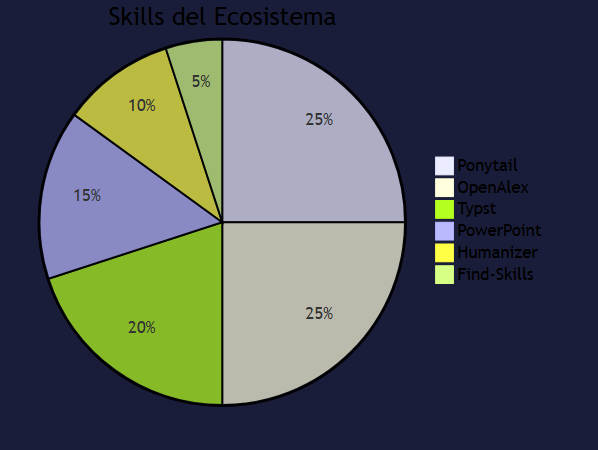 Skills del Ecosistema
5%
10%
25%
15%
20%
25%
Ponytail
OpenAlex
Typst
PowerPoint
Humanizer
Find-Skills